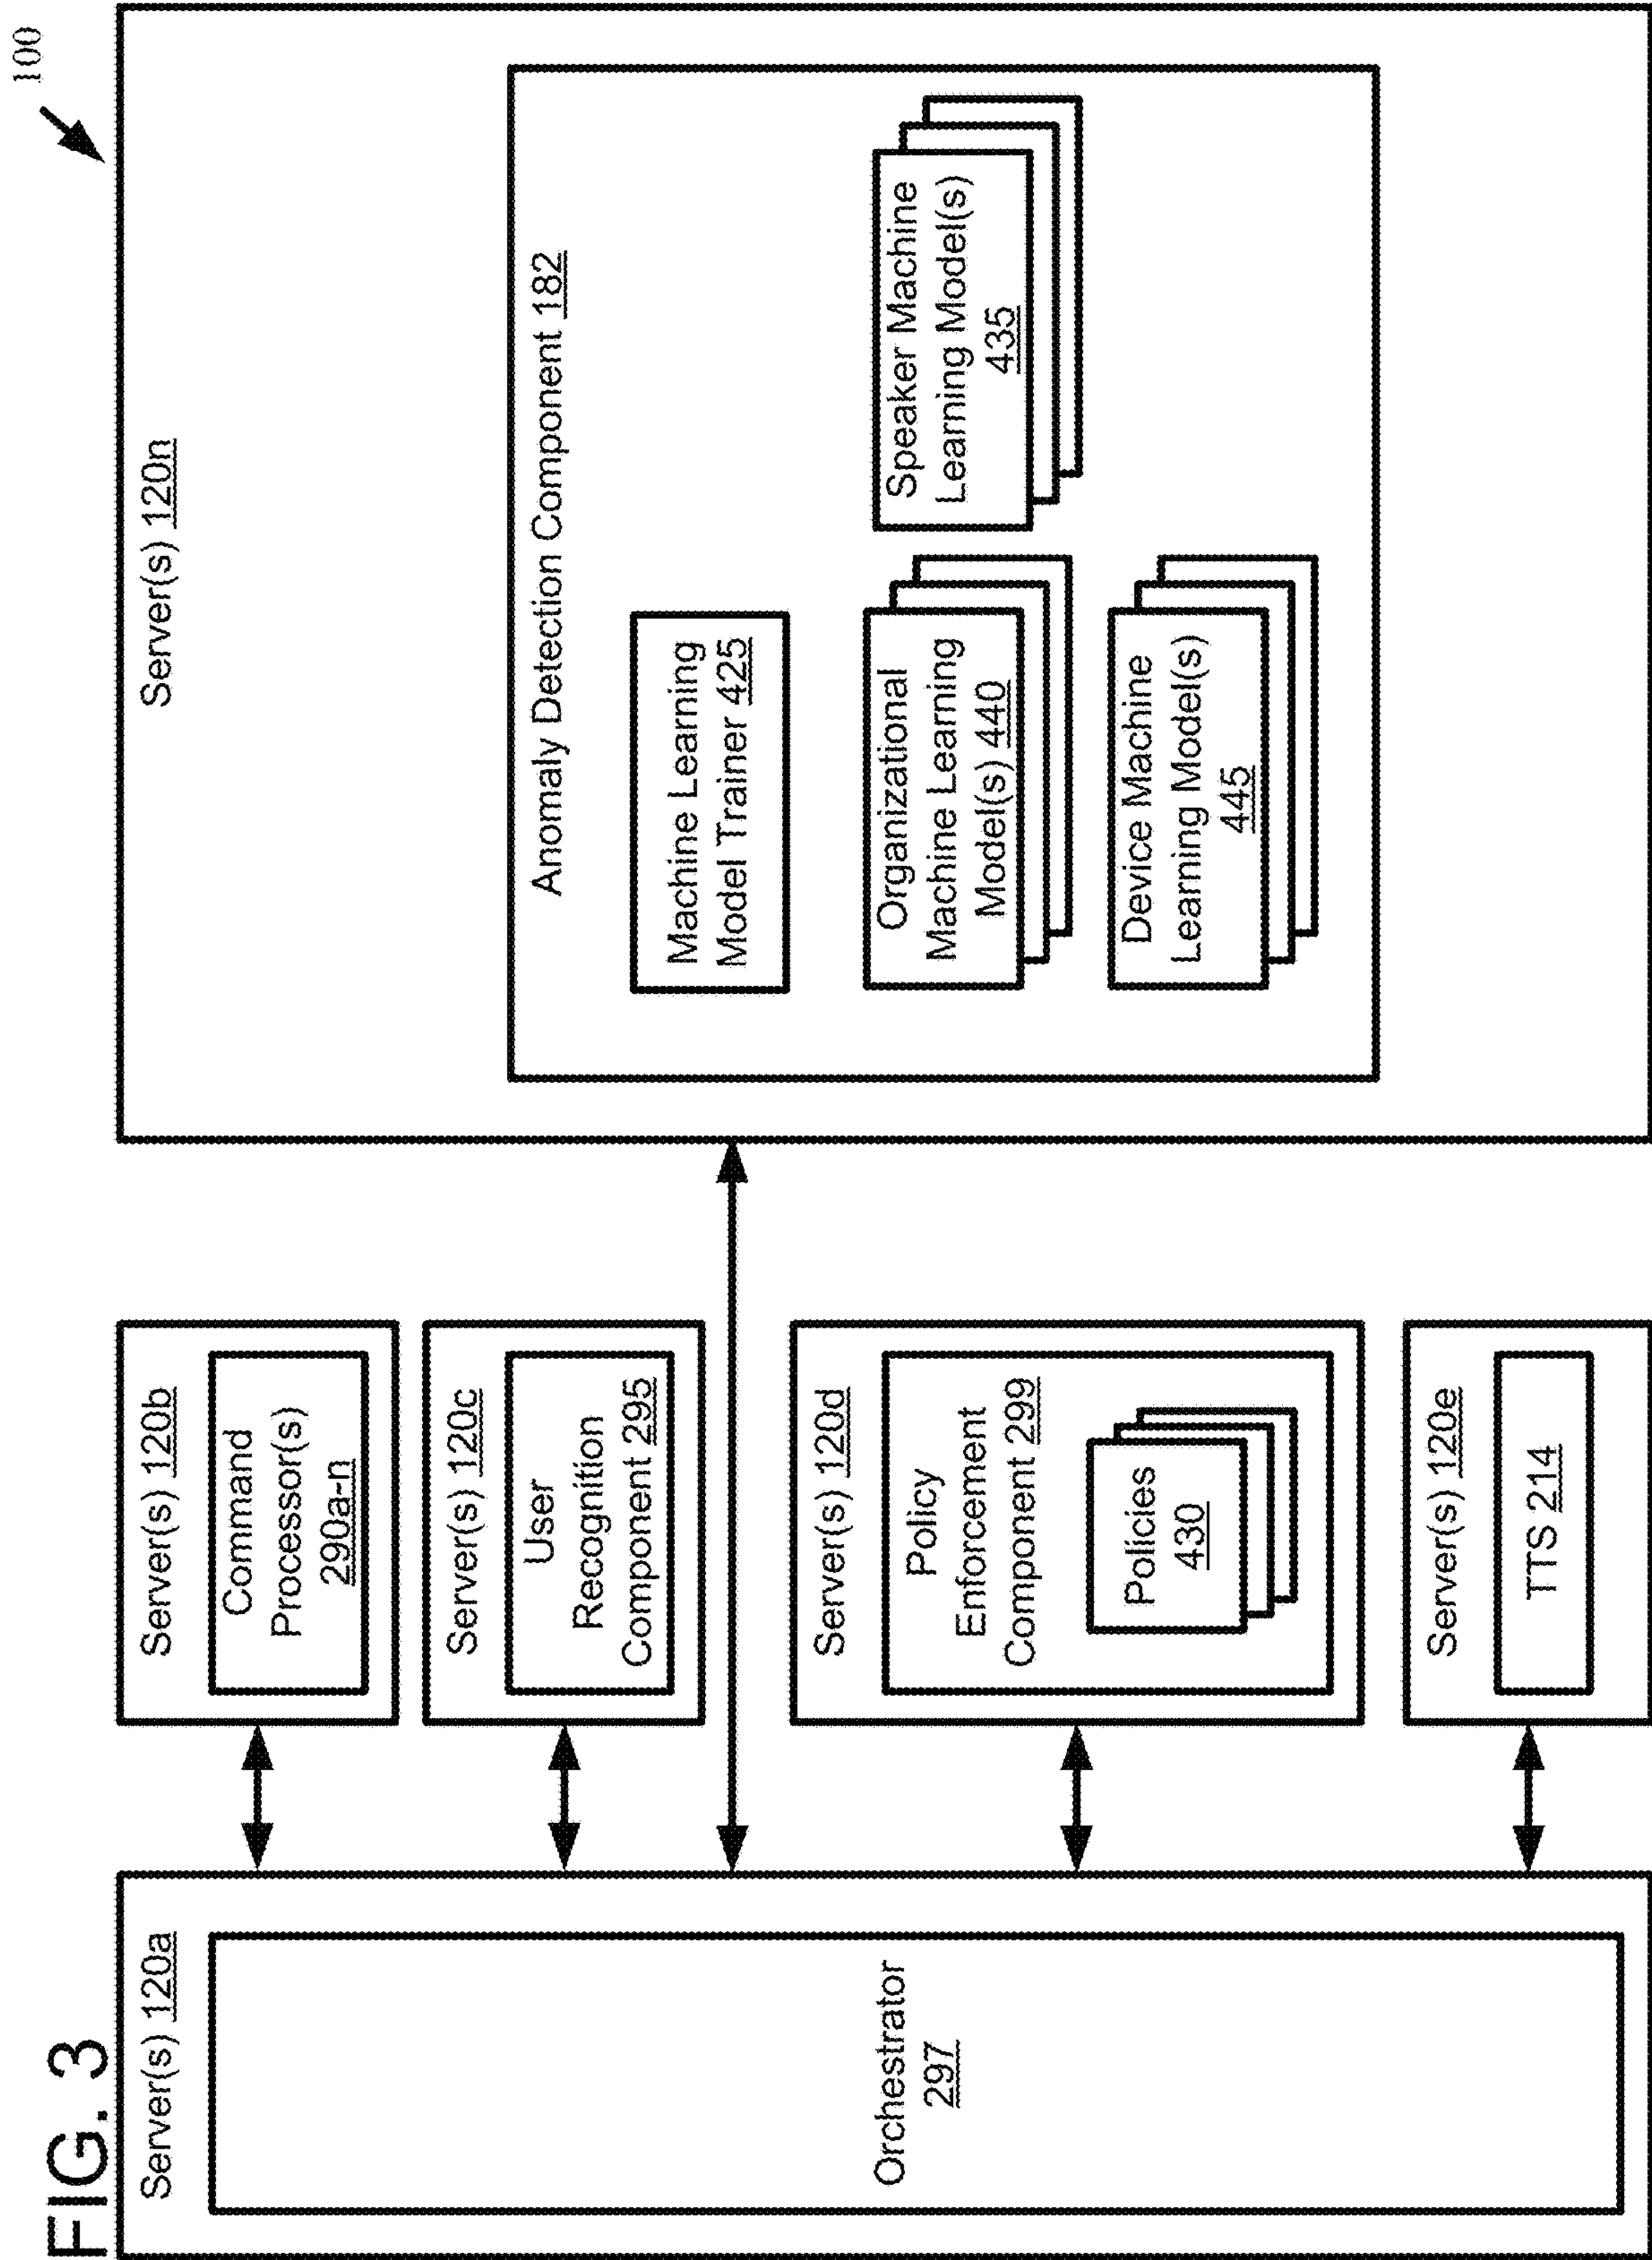 FIG. 3
100
Server(s) 120a
Orchestrator
297
Server(s) 120b
Command
Processor(s)
290a-n
Server(s) 120c
User
Recognition
Component 295
Server(s) 120d
Policy
Enforcement
Component 299
Policies
430
Server(s) 120e
TTS 214
Server(s) 120n
Anomaly Detection Component 182
Machine Learning
Model Trainer 425
Organizational
Machine Learning
Model(s) 440
Speaker Machine
Learning Model(s)
435
Device Machine
Learning Model(s)
445